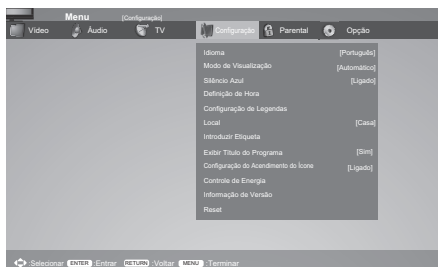 Menu [Configuração]
Vídeo Áudio TV Configuração Parental Opção
Idioma [Português]
Modo de Visualização [Automático]
Silêncio Azul [Ligado]
Definição de Hora
Configuração de Legendas
Local [Casa]
Introduzir Etiqueta
Exibir Título do Programa [Sim]
Configuração do Acendimento do Ícone [Ligado]
Controle de Energia
Informação de Versão
Reset
:Selecionar ENTER :Entrar RETURN :Voltar MENU :Terminar